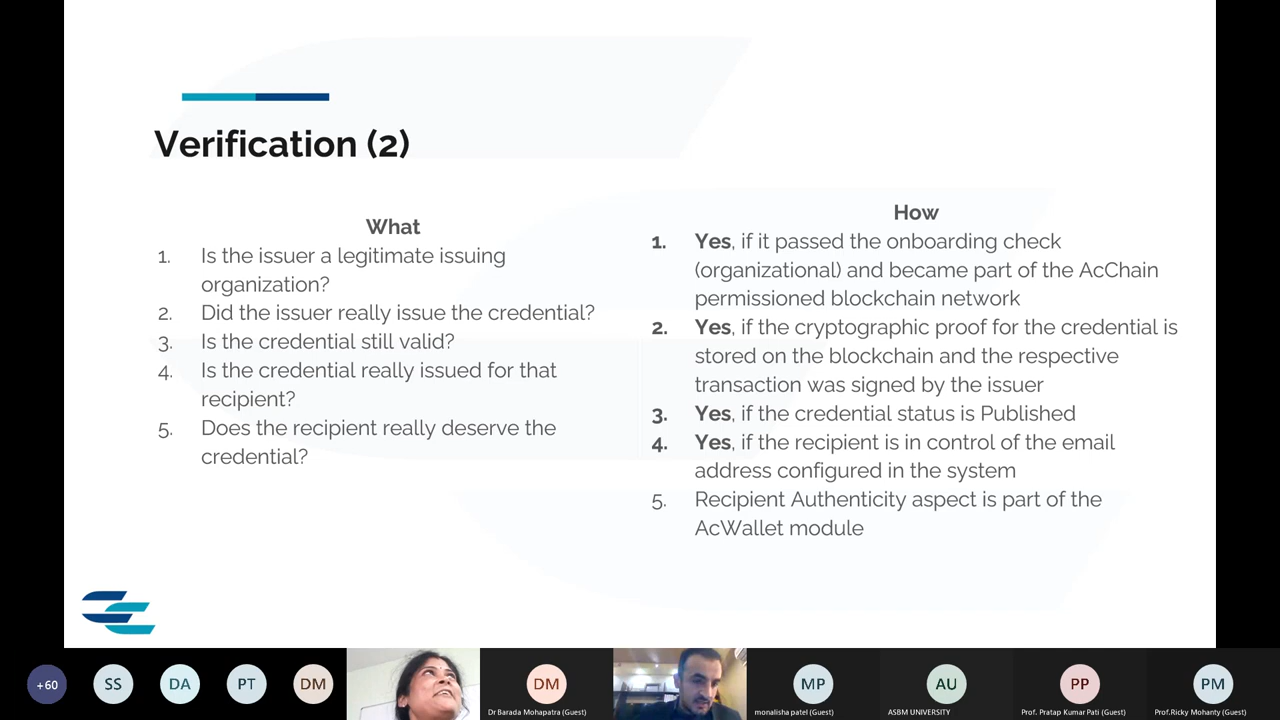 Verification (2)
What
1. Is the issuer a legitimate issuing
organization?
2. Did the issuer really issue the credential?
3. Is the credential still valid?
4. Is the credential really issued for that
recipient?
5. Does the recipient really deserve the
credential?
How
1. Yes, if it passed the onboarding check
(organizational) and became part of the AcChain
permissioned blockchain network
2. Yes, if the cryptographic proof for the credential is
stored on the blockchain and the respective
transaction was signed by the issuer
3. Yes, if the credential status is Published
4. Yes, if the recipient is in control of the email
address configured in the system
5. Recipient Authenticity aspect is part of the
AcWallet module
+60
SS
DA
PT
DM
DM
Dr Barada Mohapatra (Guest)
MP
monalisha patel (Guest)
AU
ASBM UNIVERSITY
PP
Prof. Pratap Kumar Pati (Guest)
PM
Prof.Ricky Mohanty (Guest)